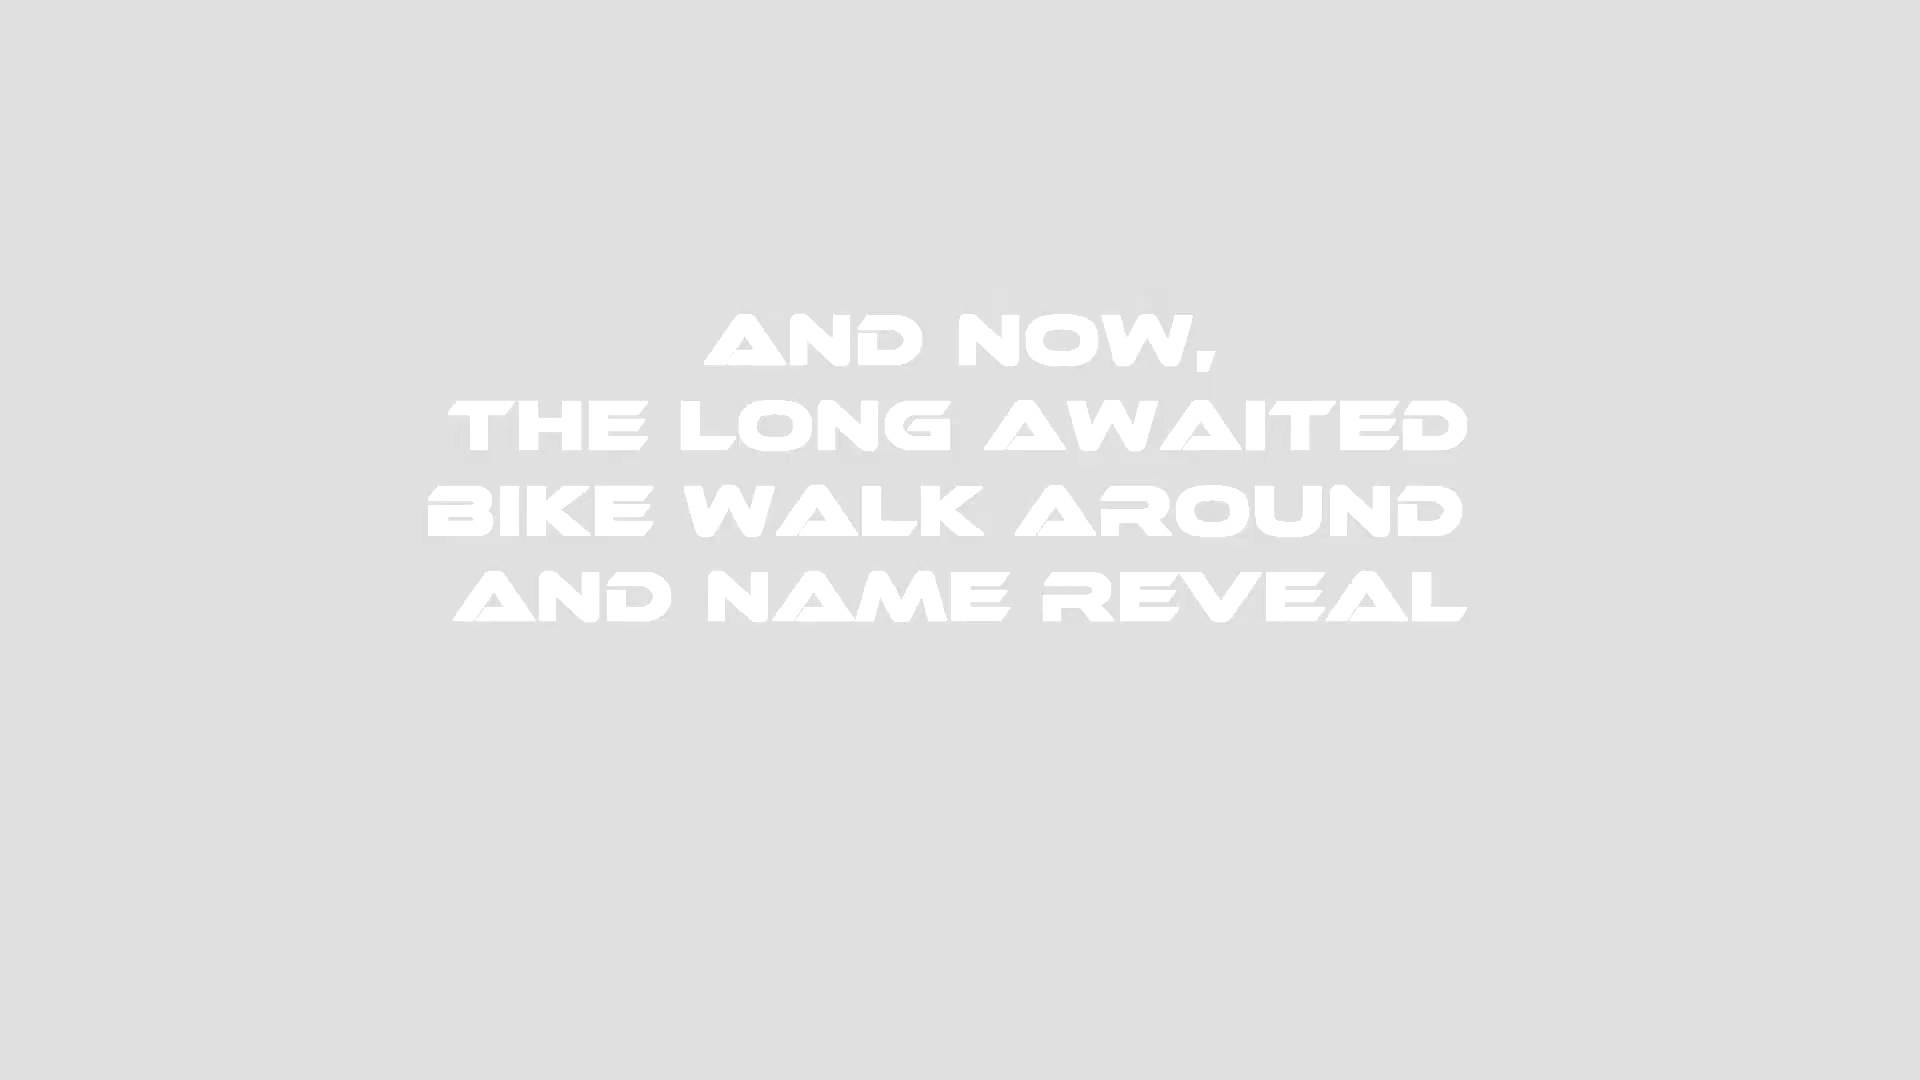 AND NOW,
THE LONG AWAITED
BIKE WALK AROUND
AND NAME REVEAL